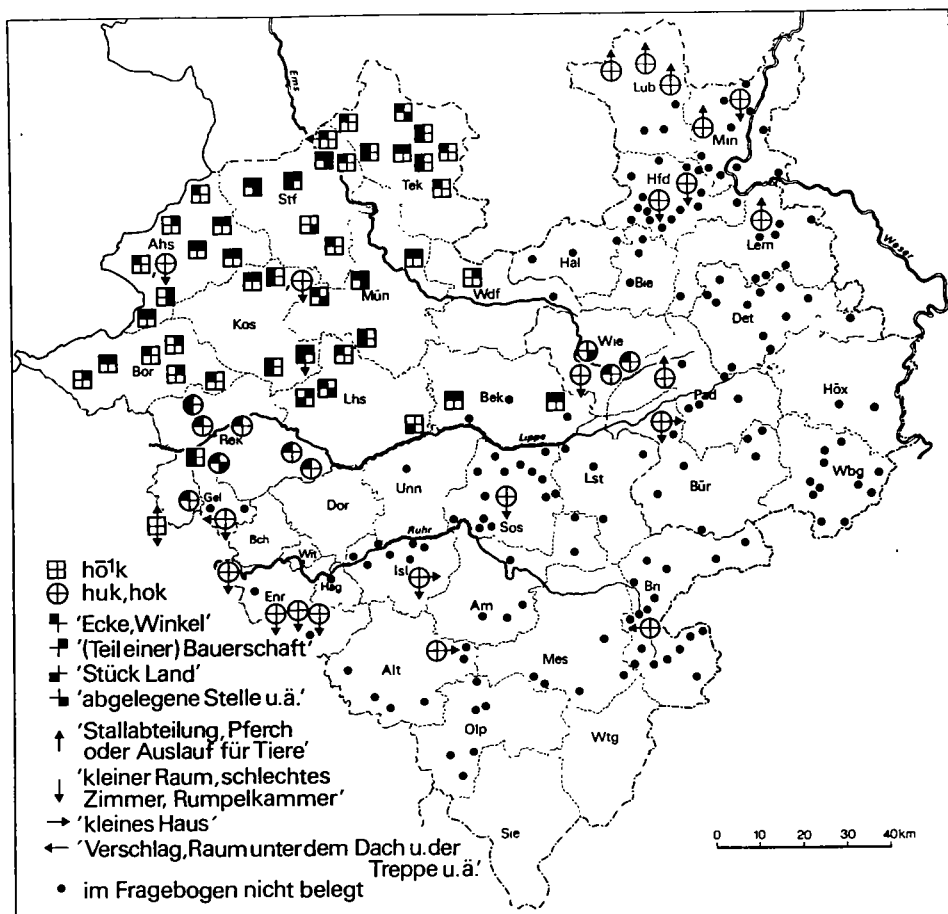 Ems
Lub
Min
Tek
Hfd
Stf
Lem
Weser
Ahs
Hal
Bie
Wdf
Mün
Det
Kos
Wie
Bor
Höx
Pad
Lhs
Bek
Rek
Lippe
Wbg
Unn
Lst
Bür
Gel
Dor
Sos
Bch
Ruhr
Wit
Isl
Hag
Bri
Enr
Arn
Alt
Mes
Olp
Wtg
Sie
hō¹k
huk, hok
'Ecke, Winkel'
'(Teil einer) Bauerschaft'
'Stück Land'
'abgelegene Stelle u.ä.'
'Stallabteilung, Pferch
oder Auslauf für Tiere'
'kleiner Raum, schlechtes
Zimmer, Rumpelkammer'
'kleines Haus'
'Verschlag, Raum unter dem Dach u. der
Treppe u.ä.'
im Fragebogen nicht belegt
0 10 20 30 40 km